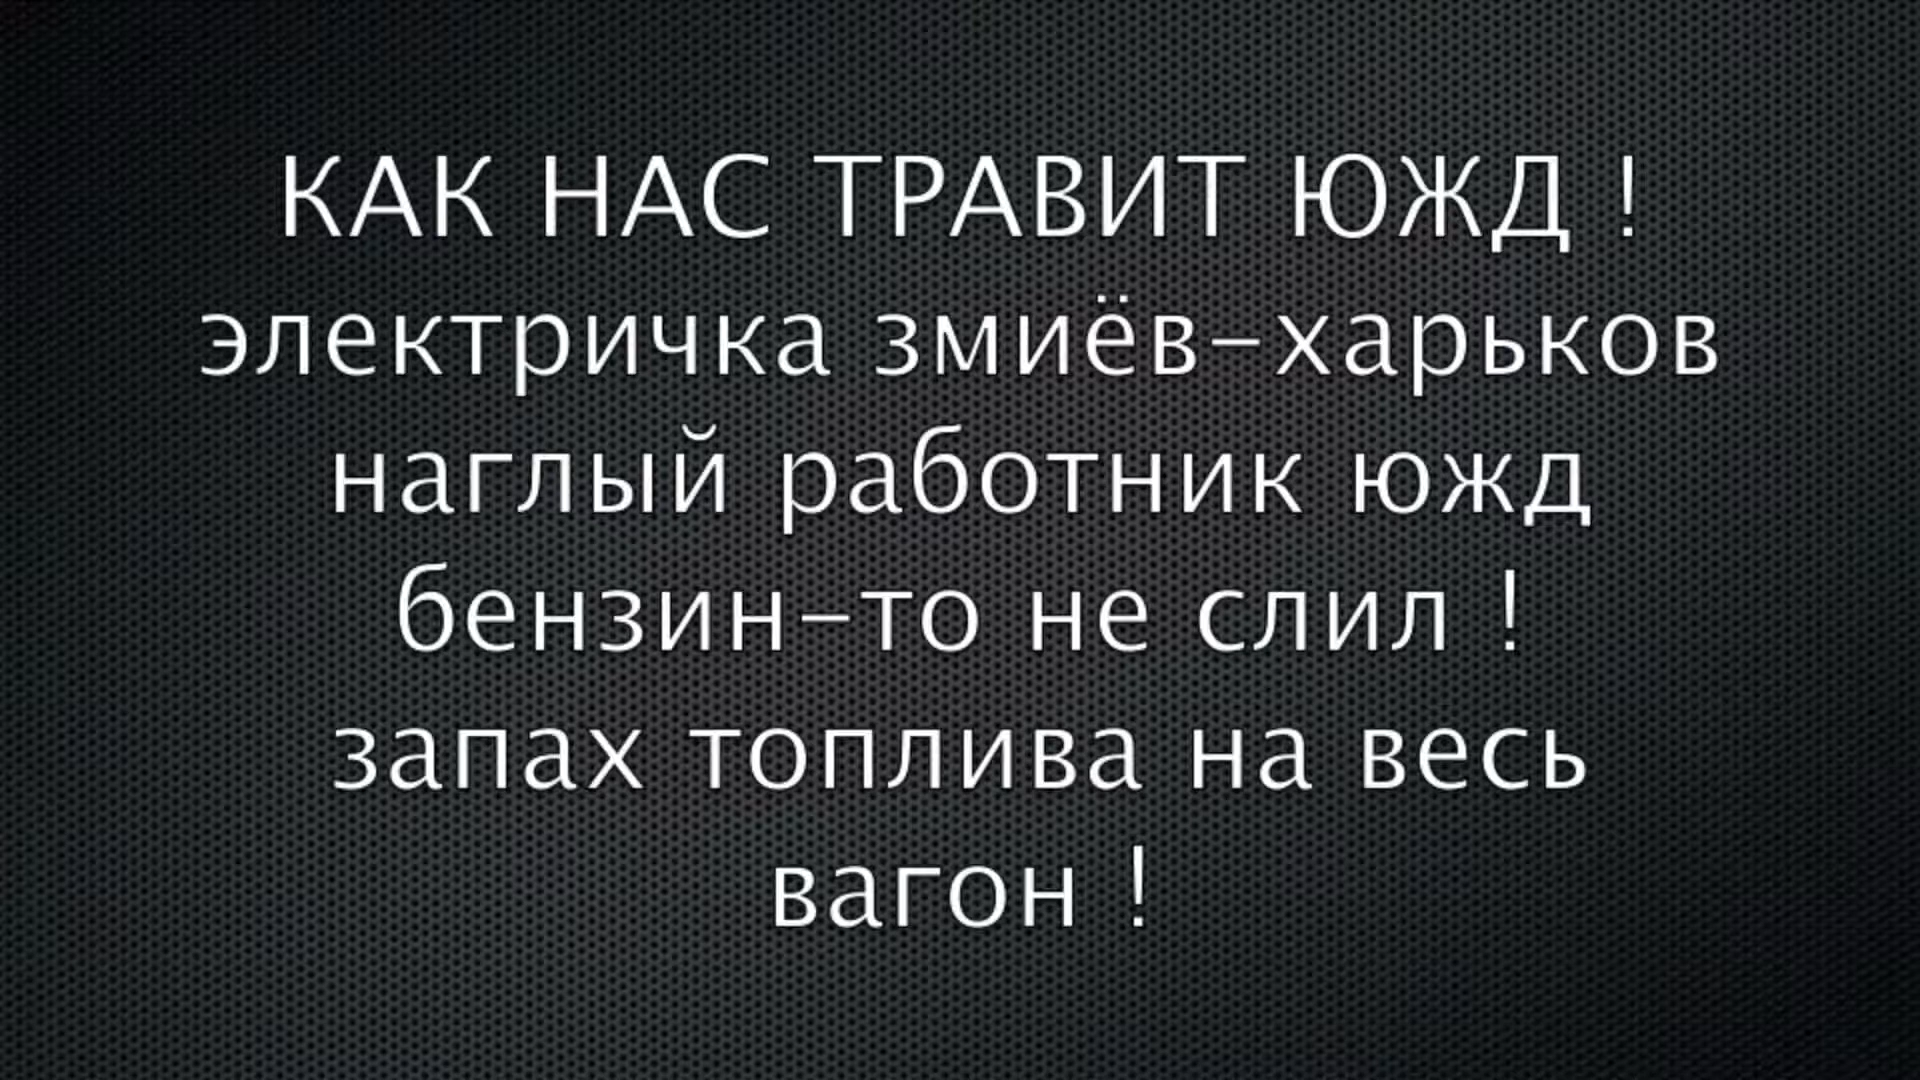 КАК НАС ТРАВИТ ЮЖД !
электричка змиёв-харьков
наглый работник южд
бензин-то не слил !
запах топлива на весь
вагон !